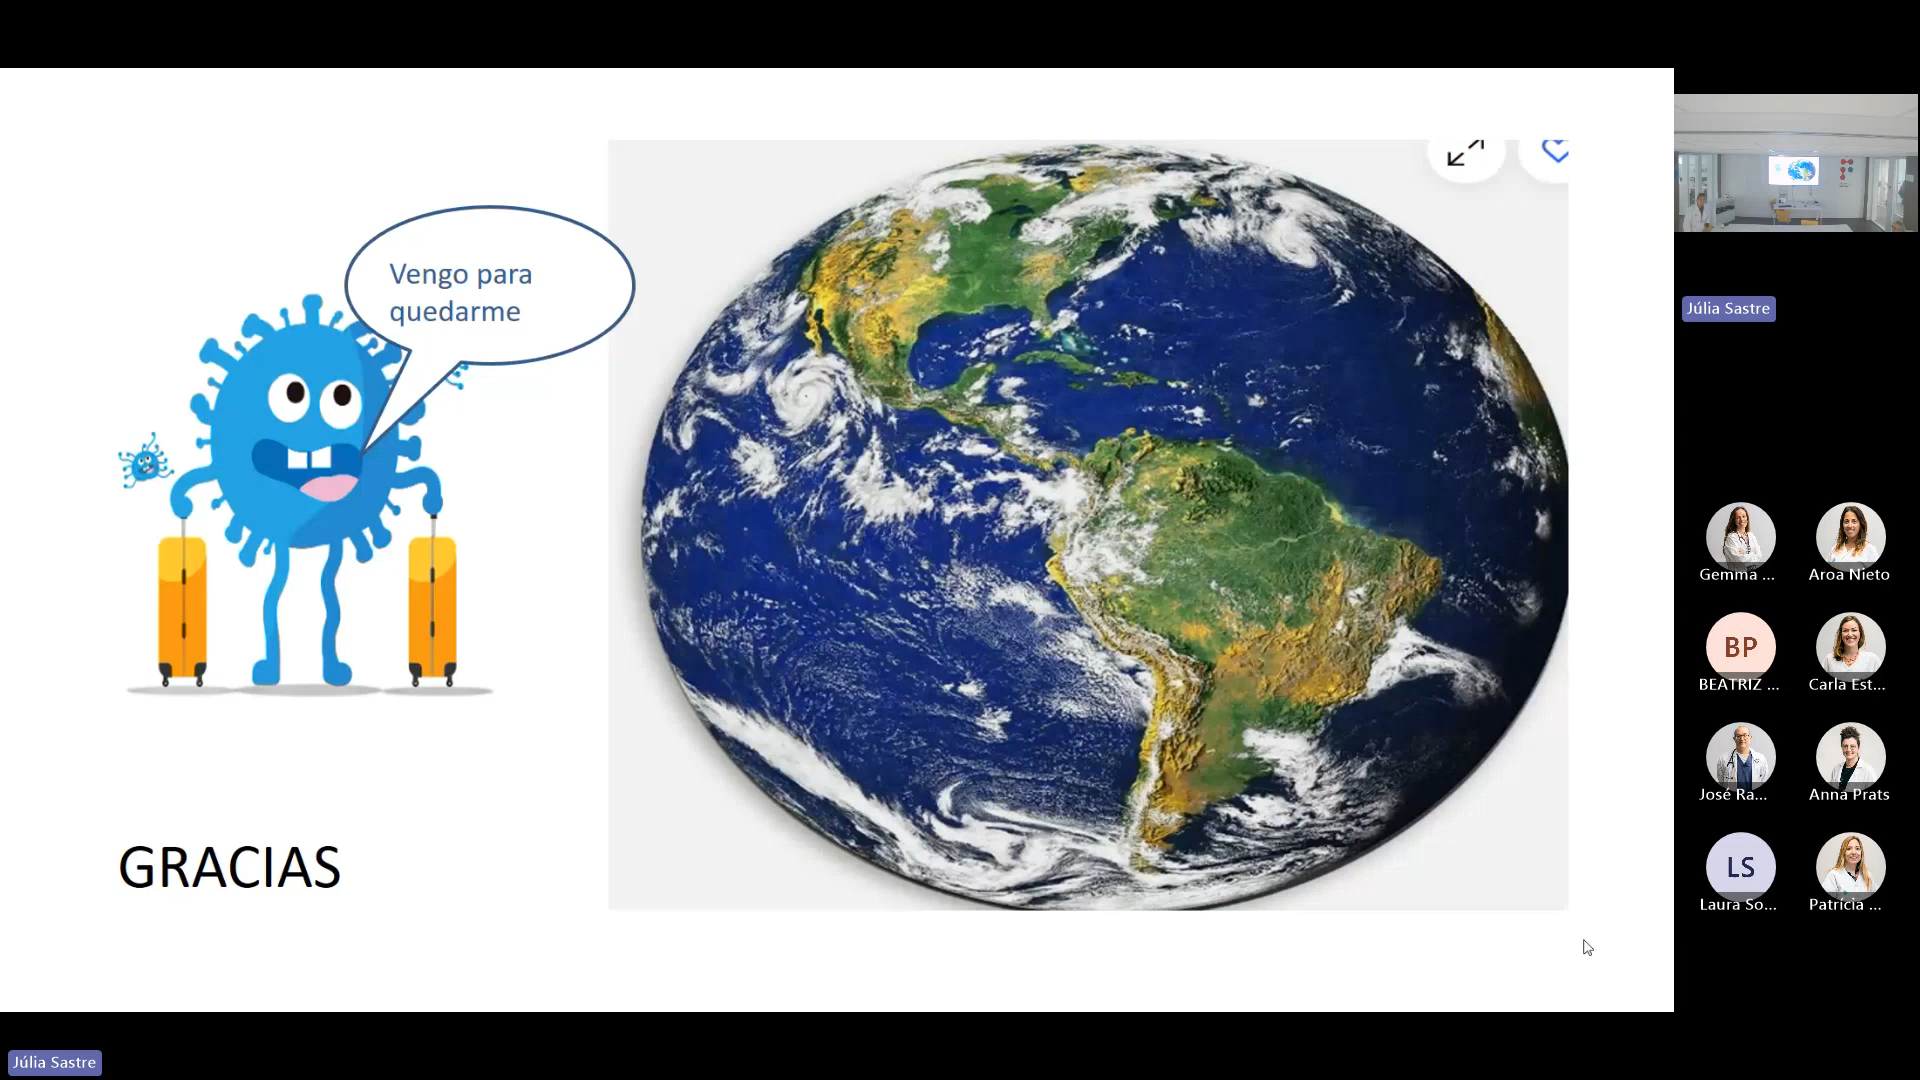 Vengo para
quedarme
GRACIAS
Júlia Sastre
Gemma ...
Aroa Nieto
BP
BEATRIZ ...
Carla Est...
José Ra...
Anna Prats
LS
Laura So...
Patrícia ...
Júlia Sastre